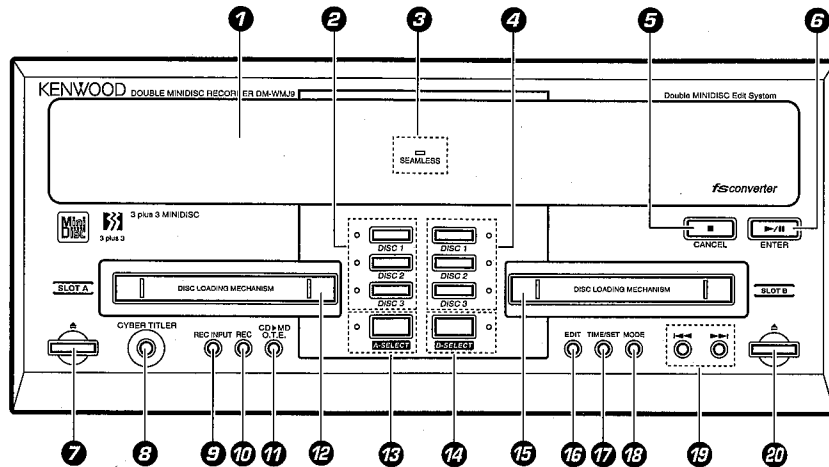 1 2 3 4 5 6
KENWOOD DOUBLE MINIDISC RECORDER DM-WMJ9
Double MINIDISC Edit System
SEAMLESS
fs converter
Mini DISC
3 plus 3
3 plus 3 MINIDISC
DISC 1
DISC 2
DISC 3
DISC 1
DISC 2
DISC 3
CANCEL
ENTER
SLOT A
DISC LOADING MECHANISM
DISC LOADING MECHANISM
SLOT B
CYBER TITLER
REC INPUT
REC
CD▶MD
O.T.E.
A-SELECT
B-SELECT
EDIT
TIME/SET
MODE
7 8 9 10 11 12 13 14 15 16 17 18 19 20